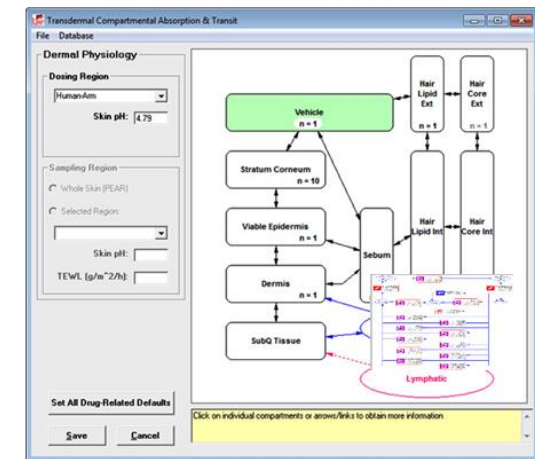 Transdermal Compartmental Absorption & Transit
File Database
Dermal Physiology
Dosing Region
Human-Arm
Skin pH: 4.79
Sampling Region
Whole Skin (PEAR)
Selected Region:
Skin pH:
TEWL (g/m^2/h):
Set All Drug-Related Defaults
Save Cancel
Vehicle
n = 1
Hair
Lipid
Ext
n = 1
Hair
Core
Ext
n = 1
Stratum Corneum
n = 10
Viable Epidermis
n = 1
Dermis
n = 1
SubQ Tissue
Sebum
Hair
Lipid Int
Hair
Core Int
Lymphatic
Click on individual compartments or arrows/links to obtain more information